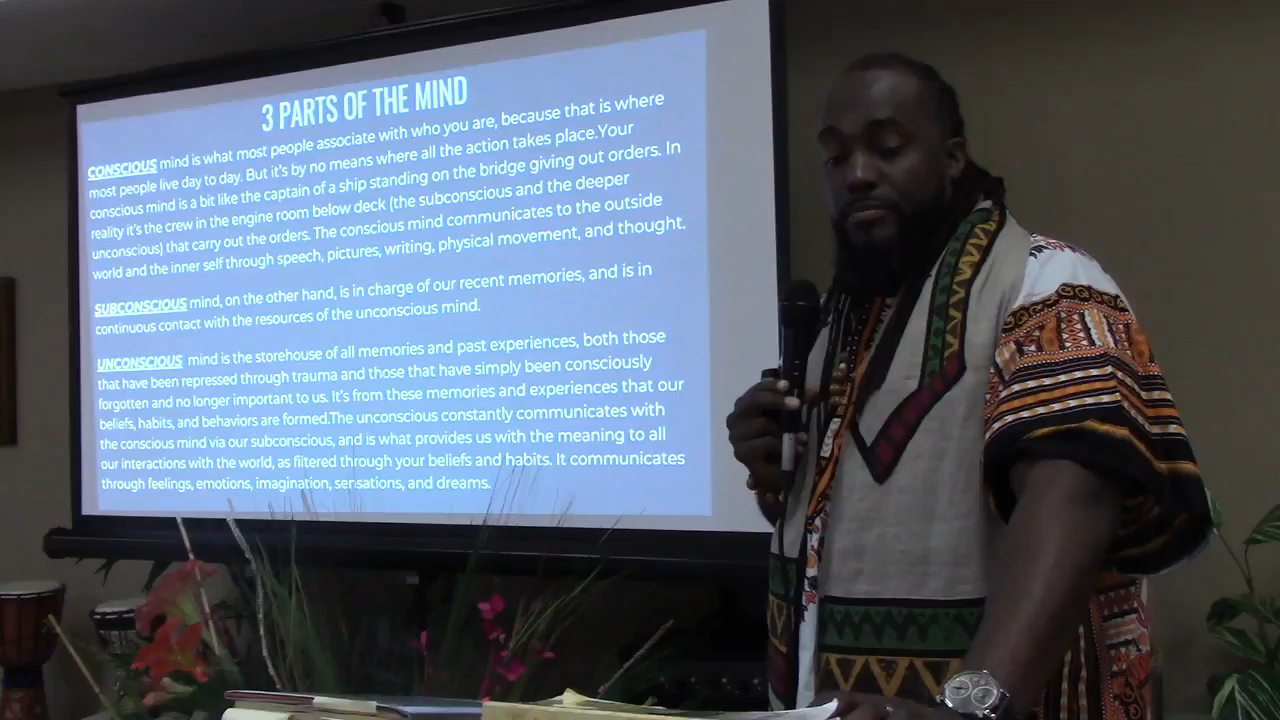 3 PARTS OF THE MIND
CONSCIOUS mind is what most people associate with who you are, because that is where
most people live day to day. But it's by no means where all the action takes place.Your
conscious mind is a bit like the captain of a ship standing on the bridge giving out orders. In
reality it's the crew in the engine room below deck (the subconscious and the deeper
unconscious) that carry out the orders. The conscious mind communicates to the outside
world and the inner self through speech, pictures, writing, physical movement, and thought.
SUBCONSCIOUS mind, on the other hand, is in charge of our recent memories, and is in
continuous contact with the resources of the unconscious mind.
UNCONSCIOUS mind is the storehouse of all memories and past experiences, both those
that have been repressed through trauma and those that have simply been consciously
forgotten and no longer important to us. It's from these memories and experiences that our
beliefs, habits, and behaviors are formed.The unconscious constantly communicates with
the conscious mind via our subconscious, and is what provides us with the meaning to all
our interactions with the world, as filtered through your beliefs and habits. It communicates
through feelings, emotions, imagination, sensations, and dreams.